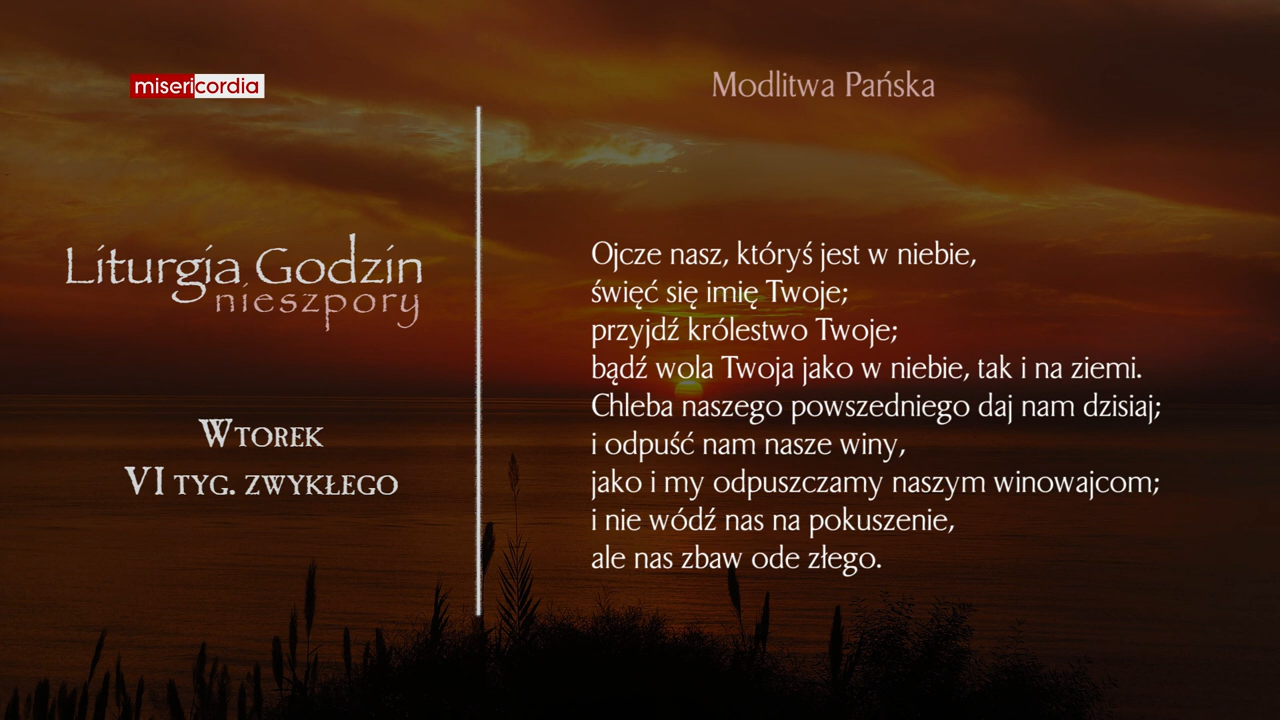 misericordia
Liturgia Godzin
nieszpory
Wtorek
VI tyg. zwykłego
Modlitwa Pańska
Ojcze nasz, któryś jest w niebie,
święć się imię Twoje;
przyjdź królestwo Twoje;
bądź wola Twoja jako w niebie, tak i na ziemi.
Chleba naszego powszedniego daj nam dzisiaj;
i odpuść nam nasze winy,
jako i my odpuszczamy naszym winowajcom;
i nie wódź nas na pokuszenie,
ale nas zbaw ode złego.